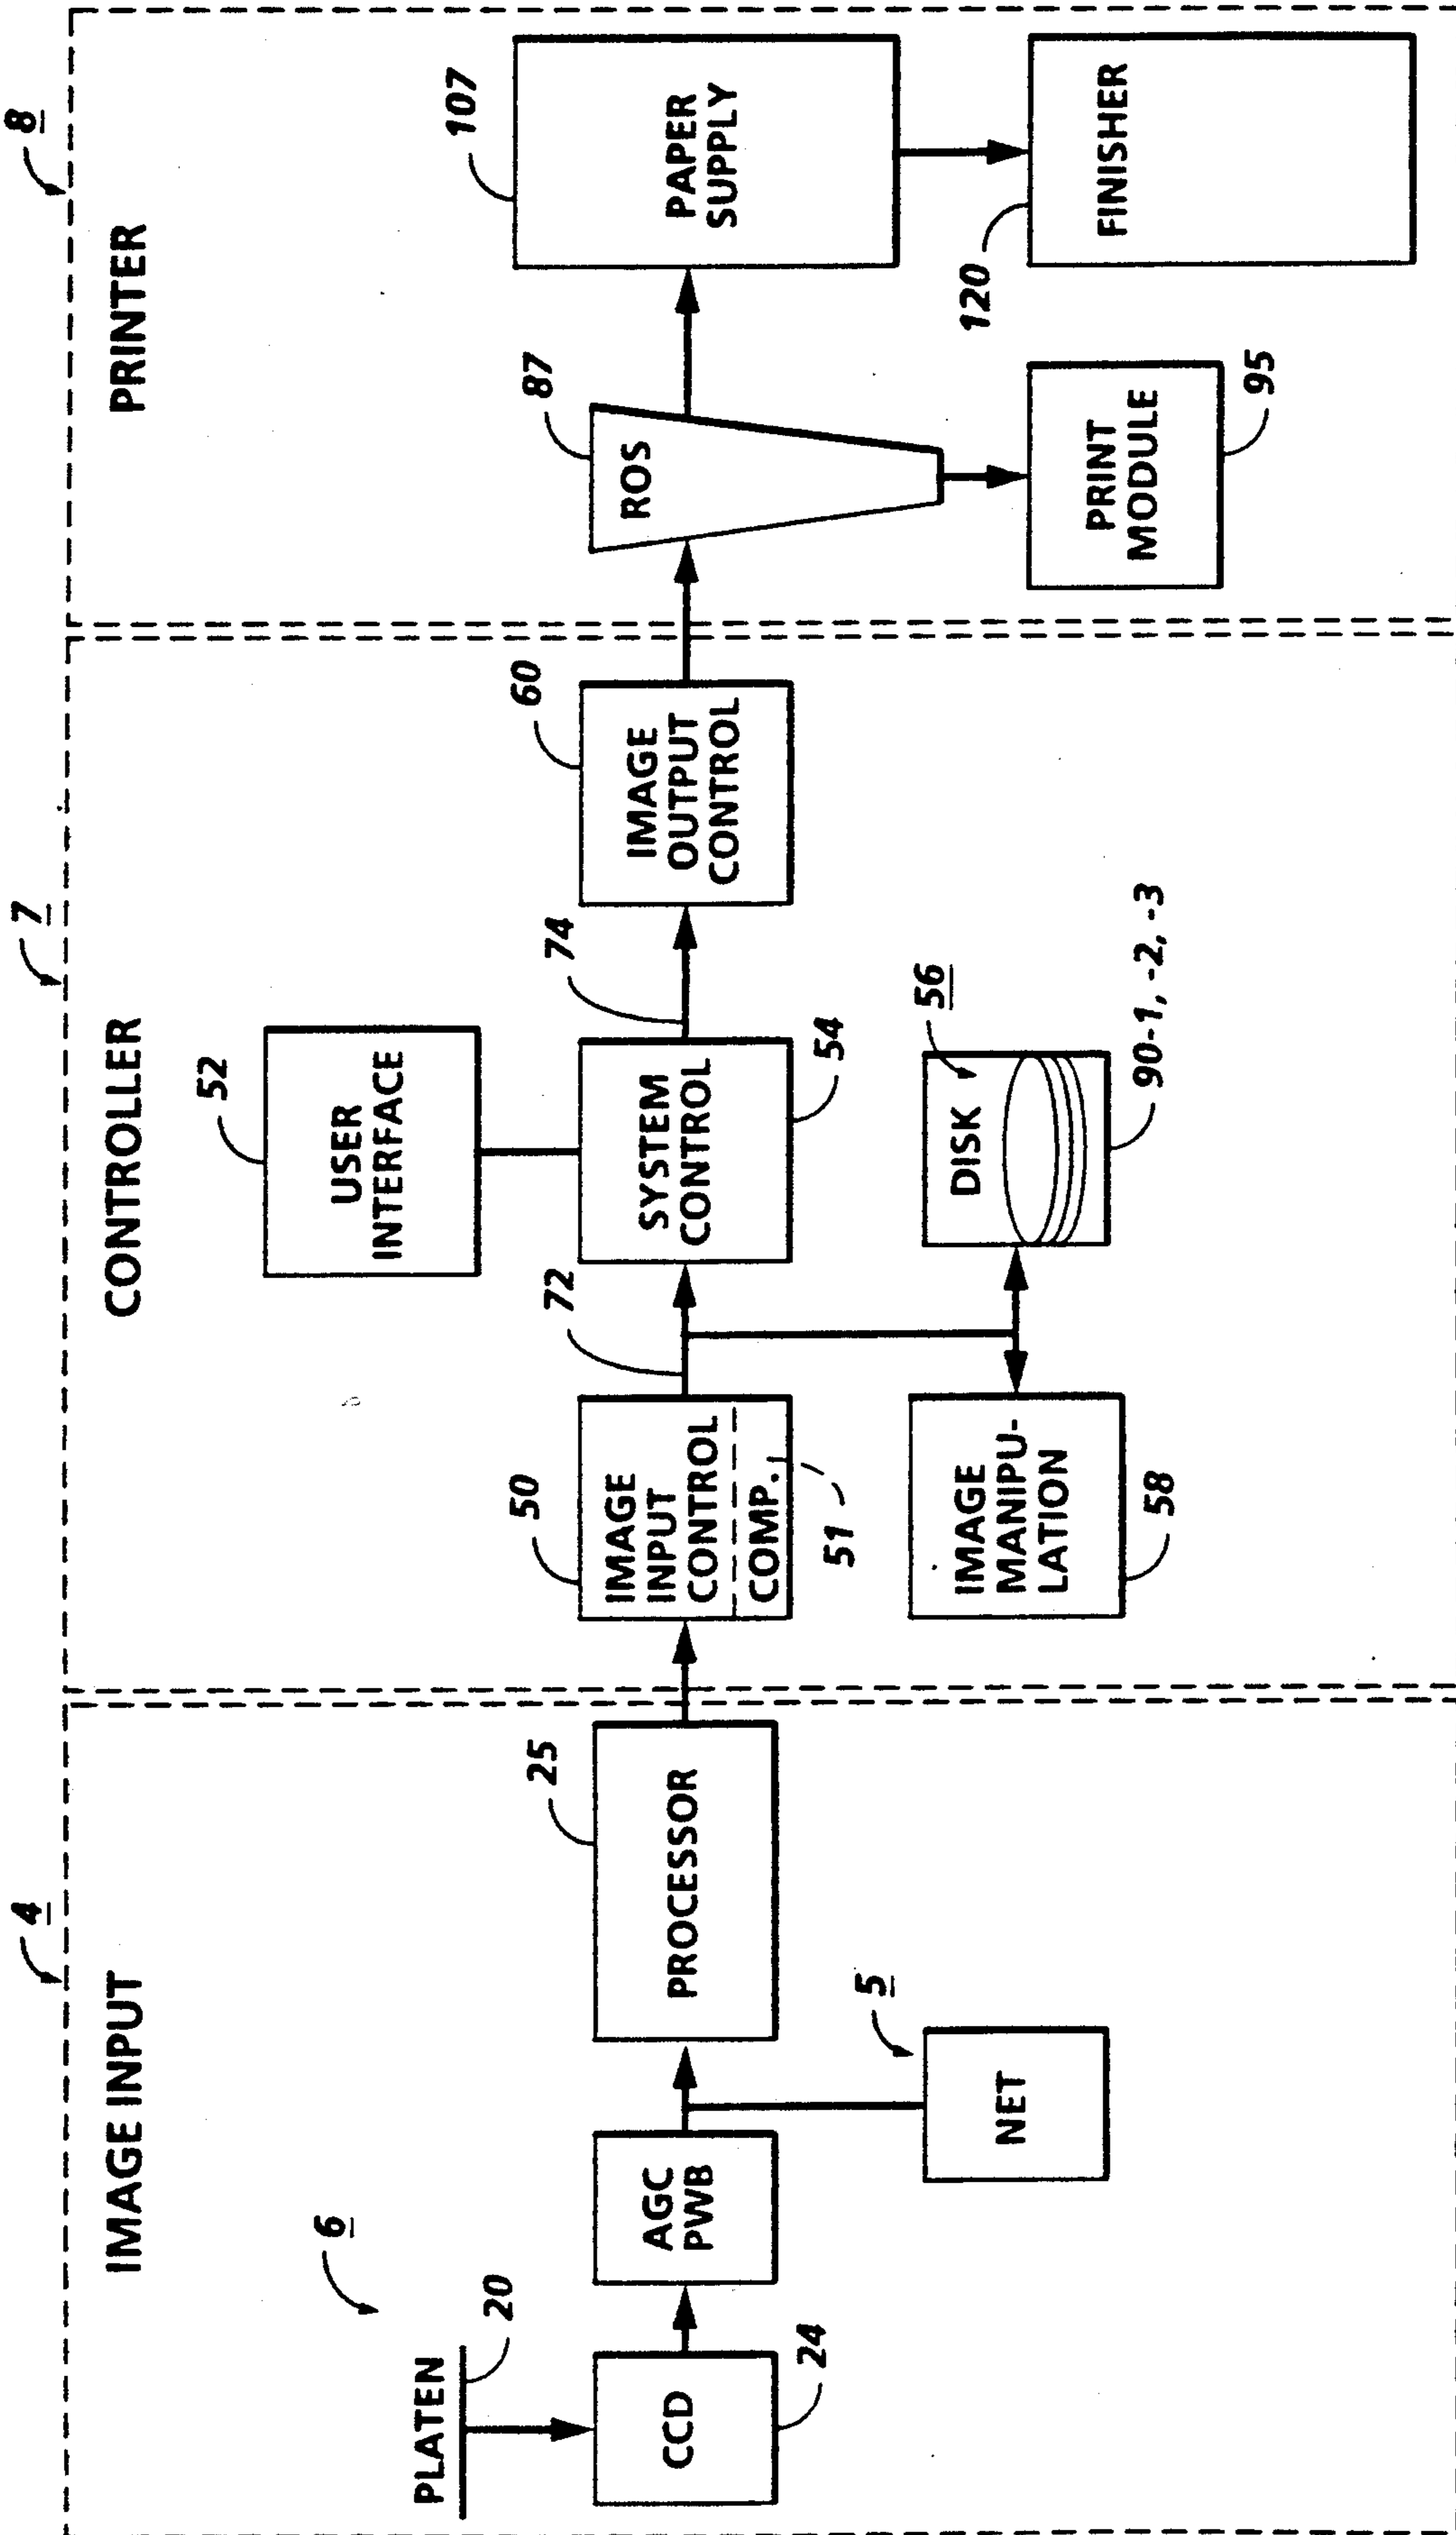 4
IMAGE INPUT
6
PLATEN
20
CCD
24
AGC
PWB
NET
5
PROCESSOR
25
7
CONTROLLER
50
IMAGE
INPUT
CONTROL
COMP.
51
72
52
USER
INTERFACE
SYSTEM
CONTROL
54
74
IMAGE
MANIPU-
LATION
58
DISK
56
90-1, -2, -3
60
IMAGE
OUTPUT
CONTROL
8
PRINTER
87
ROS
PRINT
MODULE
95
107
PAPER
SUPPLY
120
FINISHER